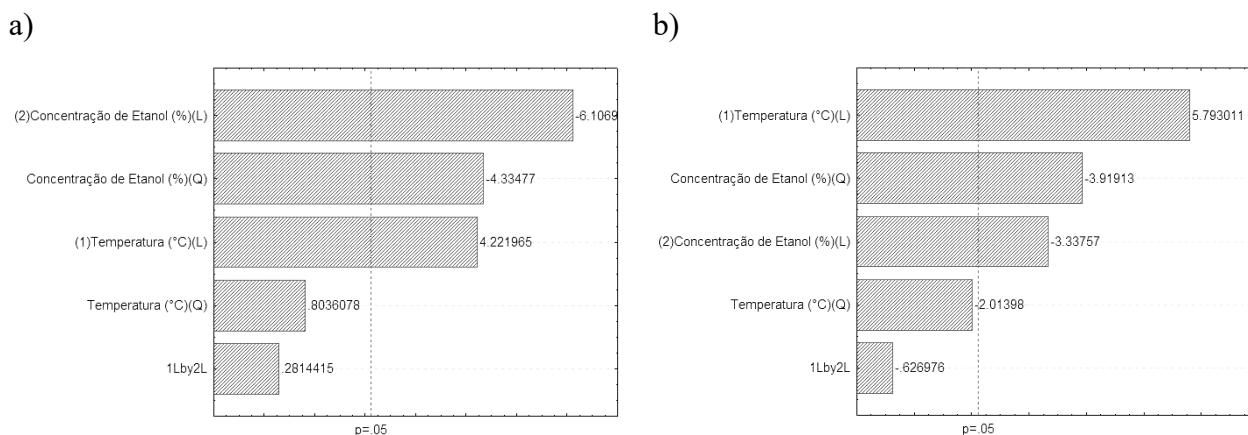 a)
(2)Concentração de Etanol (%)(L)
-6.1069
Concentração de Etanol (%)(Q)
-4.33477
(1)Temperatura (°C)(L)
4.221965
Temperatura (°C)(Q)
.8036078
1Lby2L
.2814415
p=.05
b)
(1)Temperatura (°C)(L)
5.793011
Concentração de Etanol (%)(Q)
-3.91913
(2)Concentração de Etanol (%)(L)
-3.33757
Temperatura (°C)(Q)
-2.01398
1Lby2L
-.626976
p=.05